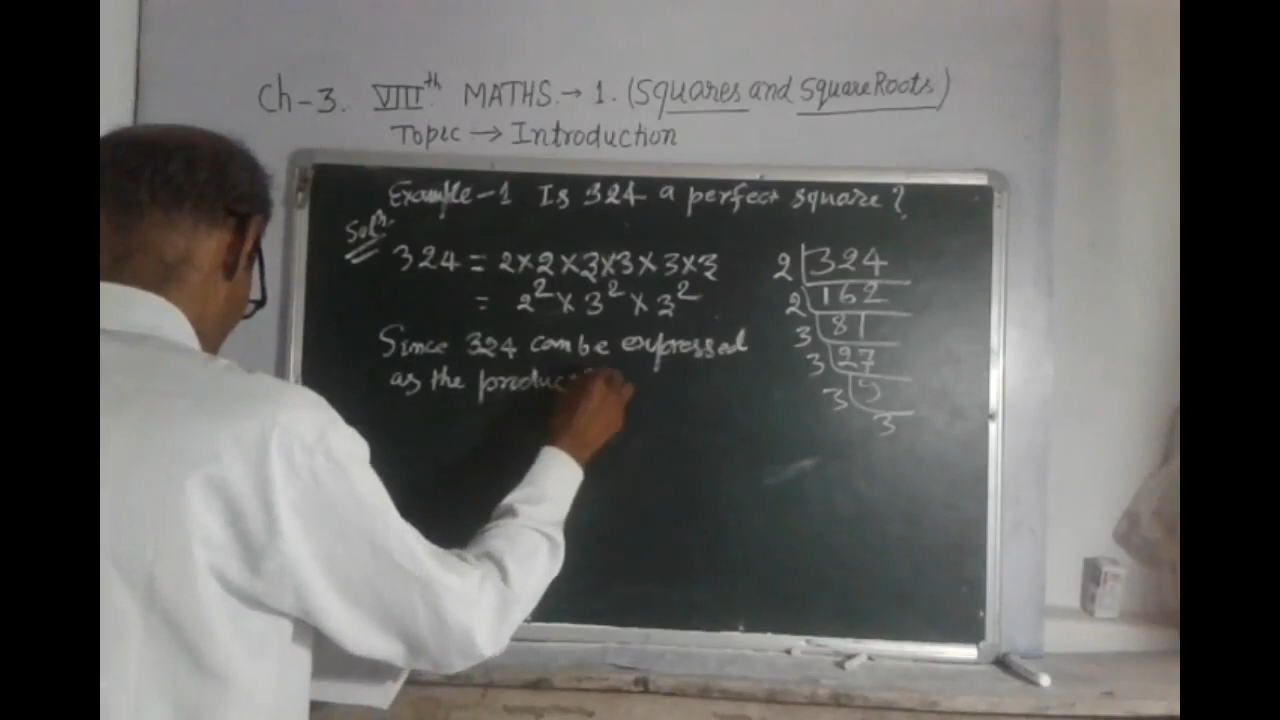 Ch-3. VIIIth MATHS → 1. (Squares and Square Roots)
Topic → Introduction
Example-1 Is 324 a perfect square?
Soln.
324 = 2×2×3×3×3×3
= 2² × 3² × 3²
Since 324 can be expressed
as the produc
2 324
2 162
3 81
3 27
3 9
3